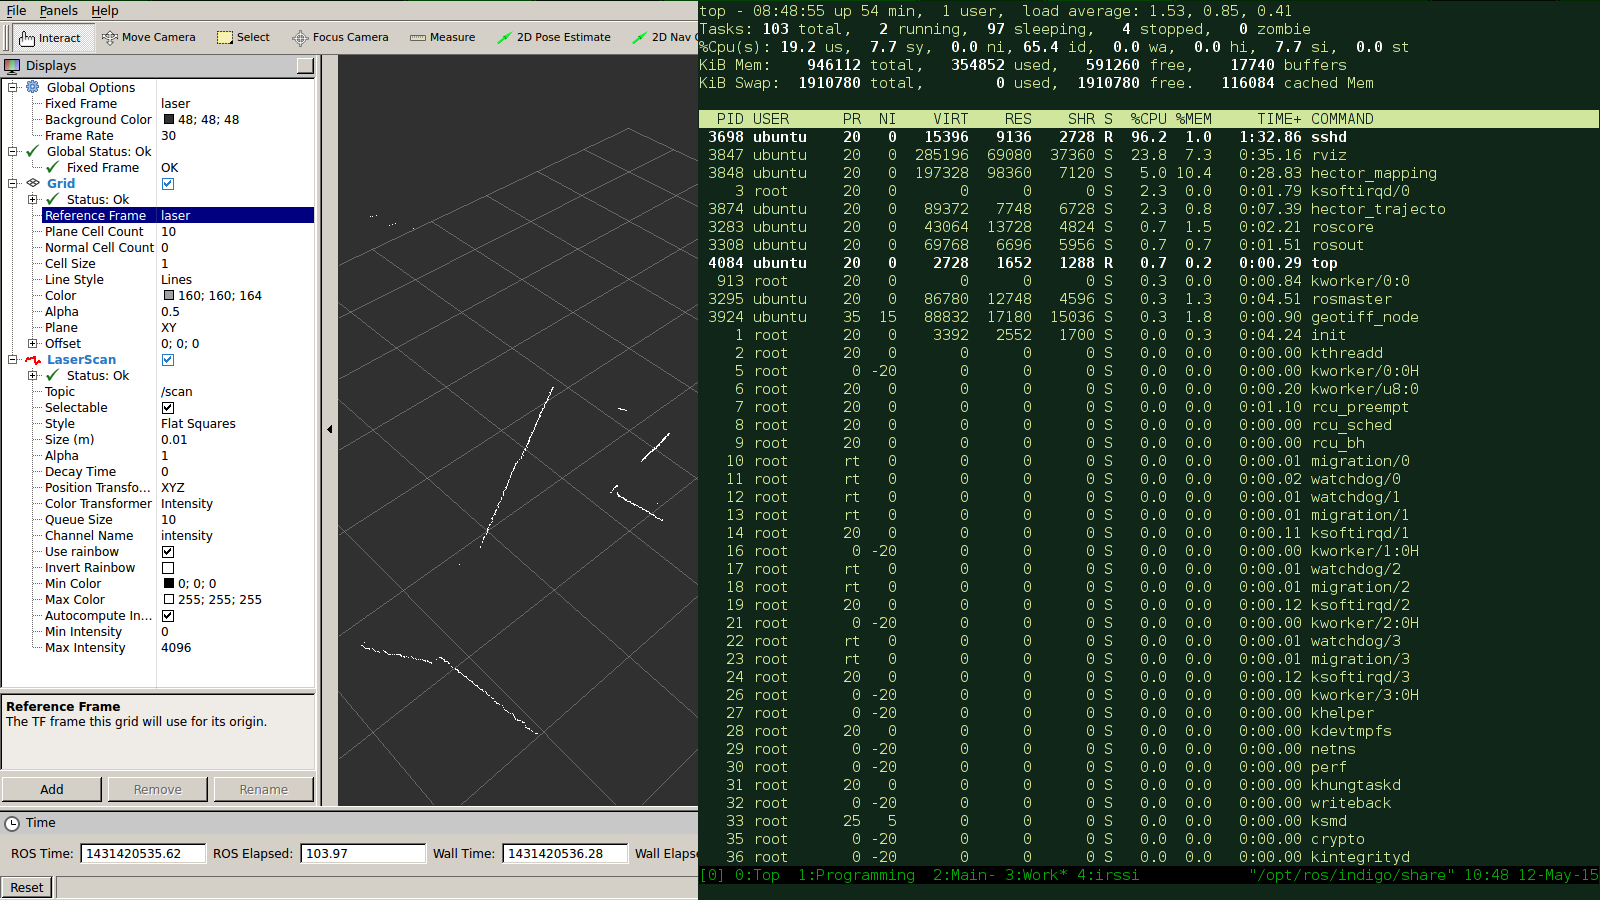 File Panels Help
Interact Move Camera Select Focus Camera Measure 2D Pose Estimate 2D Nav
Displays
Global Options
Fixed Frame laser
Background Color 48; 48; 48
Frame Rate 30
Global Status: Ok
Fixed Frame OK
Grid
Status: Ok
Reference Frame laser
Plane Cell Count 10
Normal Cell Count 0
Cell Size 1
Line Style Lines
Color 160; 160; 164
Alpha 0.5
Plane XY
Offset 0; 0; 0
LaserScan
Status: Ok
Topic /scan
Selectable
Style Flat Squares
Size (m) 0.01
Alpha 1
Decay Time 0
Position Transfo... XYZ
Color Transformer Intensity
Queue Size 10
Channel Name intensity
Use rainbow
Invert Rainbow
Min Color 0; 0; 0
Max Color 255; 255; 255
Autocompute In...
Min Intensity 0
Max Intensity 4096
Reference Frame
The TF frame this grid will use for its origin.
Add Remove Rename
Time
ROS Time: 1431420535.62 ROS Elapsed: 103.97 Wall Time: 1431420536.28 Wall Elapse
Reset
top - 08:48:55 up 54 min, 1 user, load average: 1.53, 0.85, 0.41
Tasks: 103 total, 2 running, 97 sleeping, 4 stopped, 0 zombie
%Cpu(s): 19.2 us, 7.7 sy, 0.0 ni, 65.4 id, 0.0 wa, 0.0 hi, 7.7 si, 0.0 st
KiB Mem: 946112 total, 354852 used, 591260 free, 17740 buffers
KiB Swap: 1910780 total, 0 used, 1910780 free. 116084 cached Mem
PID USER PR NI VIRT RES SHR S %CPU %MEM TIME+ COMMAND
3698 ubuntu 20 0 15396 9136 2728 R 96.2 1.0 1:32.86 sshd
3847 ubuntu 20 0 285196 69080 37360 S 23.8 7.3 0:35.16 rviz
3848 ubuntu 20 0 197328 98360 7120 S 5.0 10.4 0:28.83 hector_mapping
3 root 20 0 0 0 0 S 2.3 0.0 0:01.79 ksoftirqd/0
3874 ubuntu 20 0 89372 7748 6728 S 2.3 0.8 0:07.39 hector_trajecto
3283 ubuntu 20 0 43064 13728 4824 S 0.7 1.5 0:02.21 roscore
3308 ubuntu 20 0 69768 6696 5956 S 0.7 0.7 0:01.51 rosout
4084 ubuntu 20 0 2728 1652 1288 R 0.7 0.2 0:00.29 top
913 root 20 0 0 0 0 S 0.3 0.0 0:00.84 kworker/0:0
3295 ubuntu 20 0 86780 12748 4596 S 0.3 1.3 0:04.51 rosmaster
3924 ubuntu 35 15 88832 17180 15036 S 0.3 1.8 0:00.90 geotiff_node
1 root 20 0 3392 2552 1700 S 0.0 0.3 0:04.24 init
2 root 20 0 0 0 0 S 0.0 0.0 0:00.00 kthreadd
5 root 0 -20 0 0 0 S 0.0 0.0 0:00.00 kworker/0:0H
6 root 20 0 0 0 0 S 0.0 0.0 0:00.20 kworker/u8:0
7 root 20 0 0 0 0 S 0.0 0.0 0:01.10 rcu_preempt
8 root 20 0 0 0 0 S 0.0 0.0 0:00.00 rcu_sched
9 root 20 0 0 0 0 S 0.0 0.0 0:00.00 rcu_bh
10 root rt 0 0 0 0 S 0.0 0.0 0:00.01 migration/0
11 root rt 0 0 0 0 S 0.0 0.0 0:00.02 watchdog/0
12 root rt 0 0 0 0 S 0.0 0.0 0:00.01 watchdog/1
13 root rt 0 0 0 0 S 0.0 0.0 0:00.01 migration/1
14 root 20 0 0 0 0 S 0.0 0.0 0:00.11 ksoftirqd/1
16 root 0 -20 0 0 0 S 0.0 0.0 0:00.00 kworker/1:0H
17 root rt 0 0 0 0 S 0.0 0.0 0:00.01 watchdog/2
18 root rt 0 0 0 0 S 0.0 0.0 0:00.01 migration/2
19 root 20 0 0 0 0 S 0.0 0.0 0:00.12 ksoftirqd/2
21 root 0 -20 0 0 0 S 0.0 0.0 0:00.00 kworker/2:0H
22 root rt 0 0 0 0 S 0.0 0.0 0:00.01 watchdog/3
23 root rt 0 0 0 0 S 0.0 0.0 0:00.01 migration/3
24 root 20 0 0 0 0 S 0.0 0.0 0:00.12 ksoftirqd/3
26 root 0 -20 0 0 0 S 0.0 0.0 0:00.00 kworker/3:0H
27 root 0 -20 0 0 0 S 0.0 0.0 0:00.00 khelper
28 root 20 0 0 0 0 S 0.0 0.0 0:00.00 kdevtmpfs
29 root 0 -20 0 0 0 S 0.0 0.0 0:00.00 netns
30 root 0 -20 0 0 0 S 0.0 0.0 0:00.00 perf
31 root 20 0 0 0 0 S 0.0 0.0 0:00.00 khungtaskd
32 root 0 -20 0 0 0 S 0.0 0.0 0:00.00 writeback
33 root 25 5 0 0 0 S 0.0 0.0 0:00.00 ksmd
35 root 0 -20 0 0 0 S 0.0 0.0 0:00.00 crypto
36 root 0 -20 0 0 0 S 0.0 0.0 0:00.00 kintegrityd
[0] 0:Top 1:Programming 2:Main- 3:Work* 4:irssi "/opt/ros/indigo/share" 10:48 12-May-15